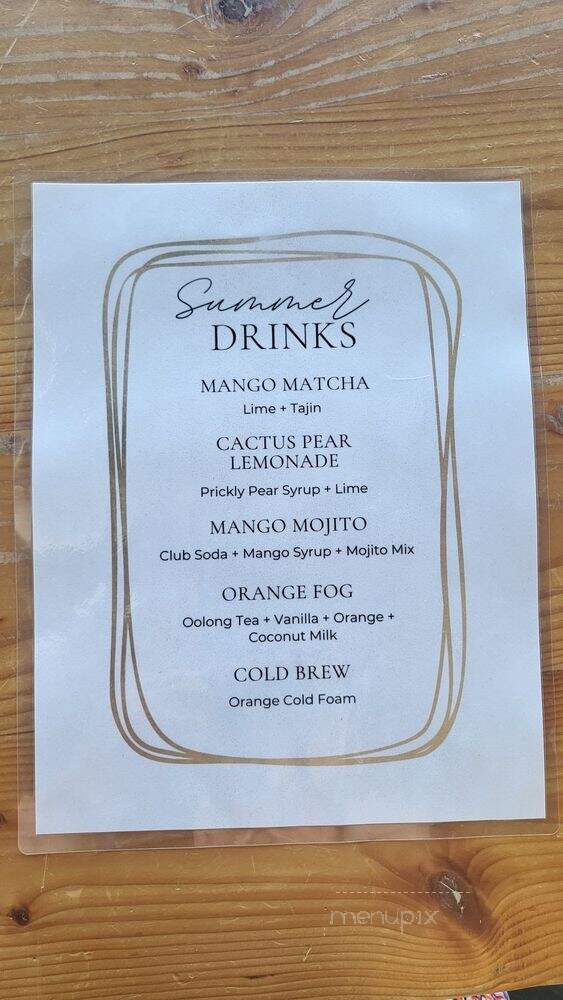 Summer
DRINKS
MANGO MATCHA
Lime + Tajin
CACTUS PEAR
LEMONADE
Prickly Pear Syrup + Lime
MANGO MOJITO
Club Soda + Mango Syrup + Mojito Mix
ORANGE FOG
Oolong Tea + Vanilla + Orange +
Coconut Milk
COLD BREW
Orange Cold Foam
menupix